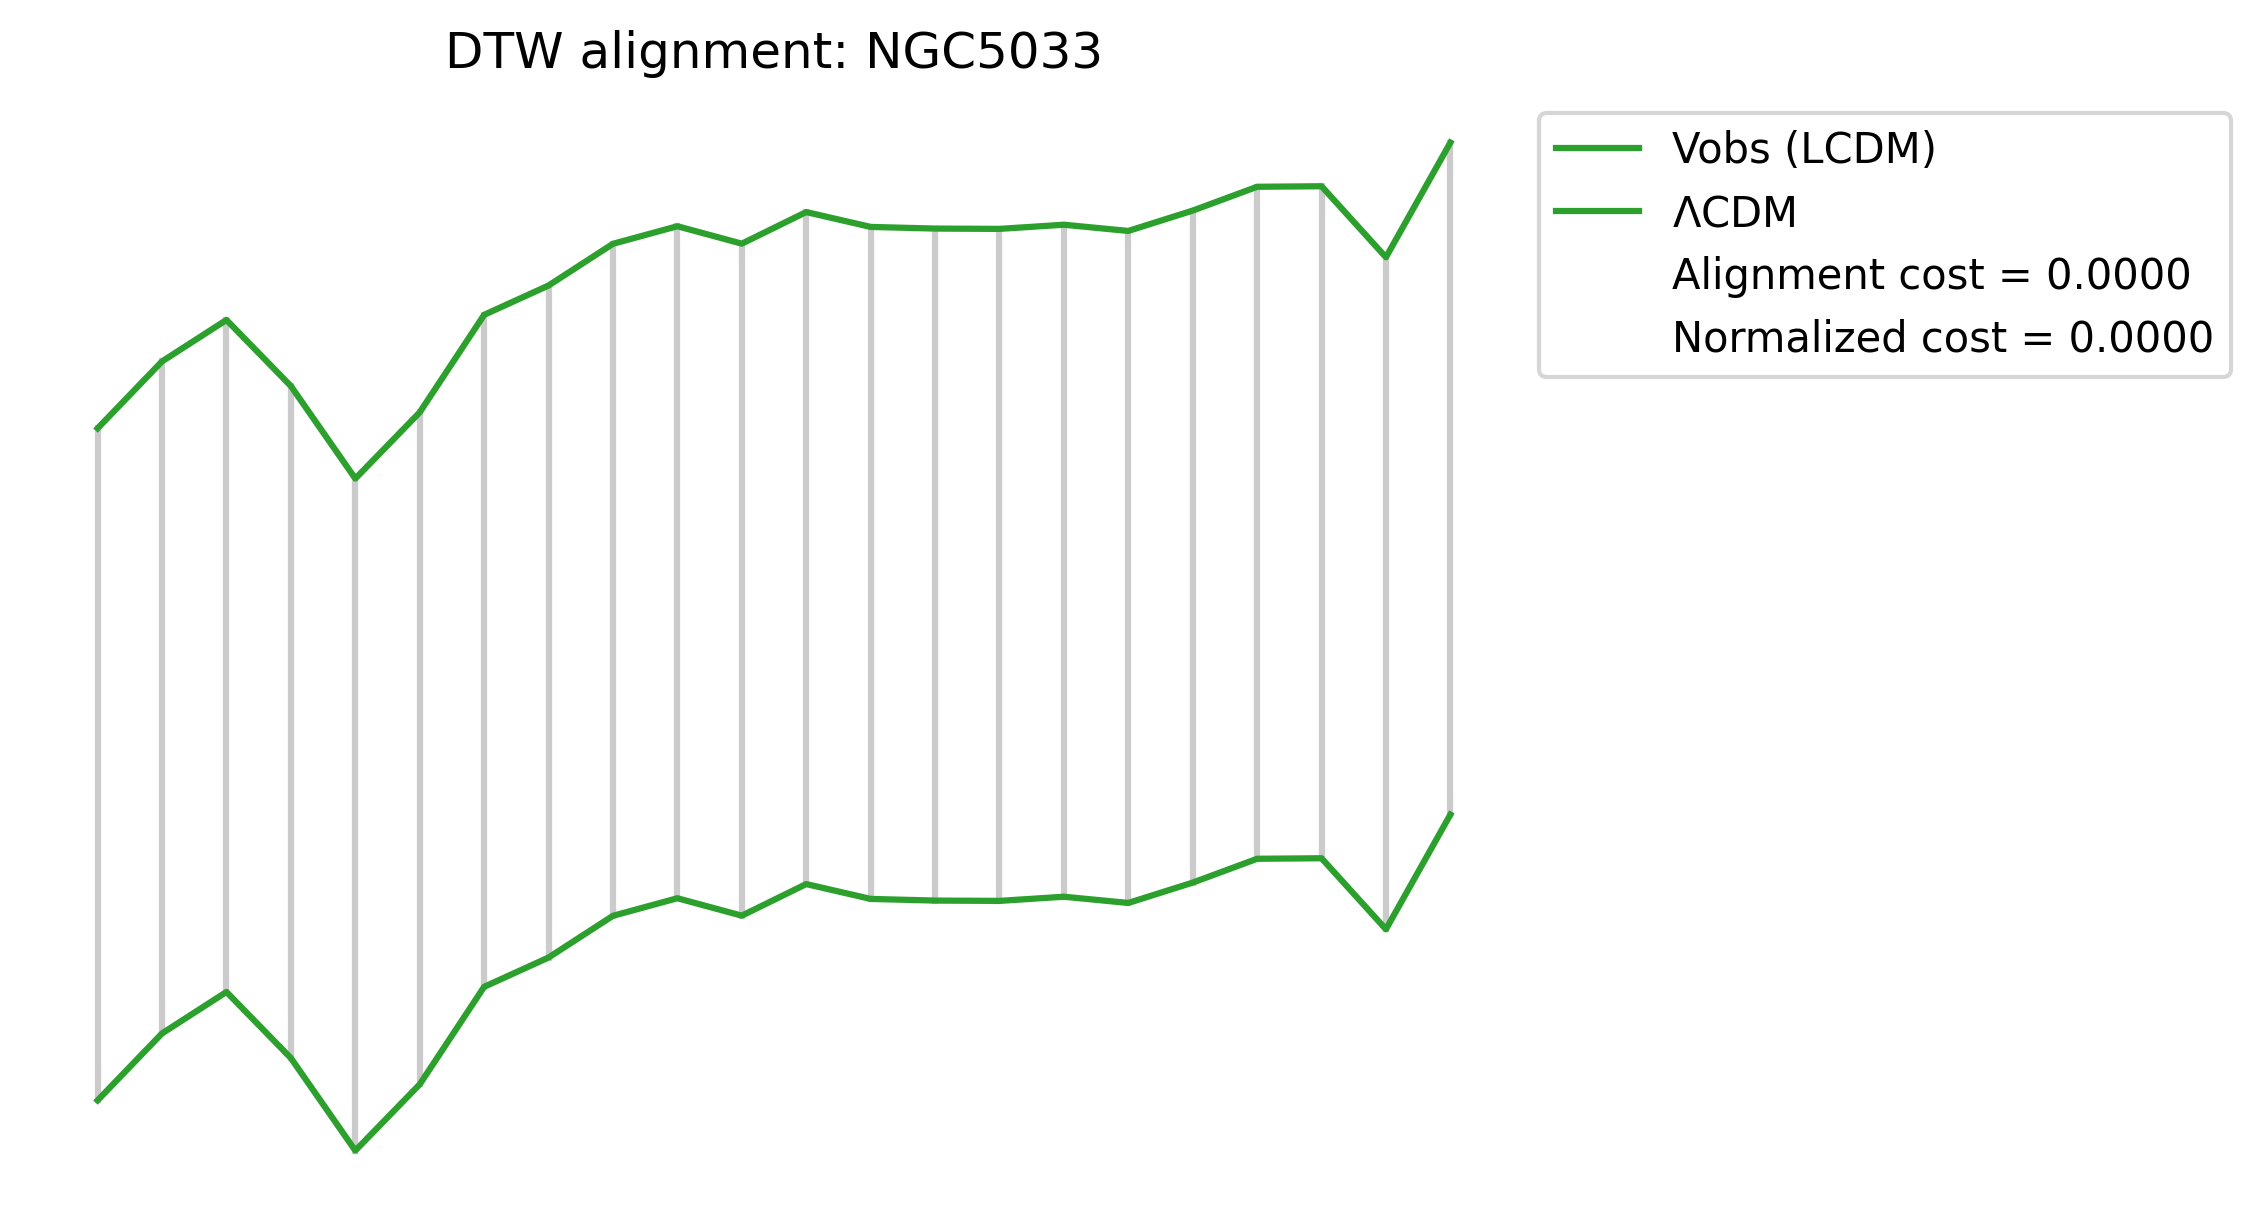 DTW alignment: NGC5033
Vobs (LCDM)
ΛCDM
Alignment cost = 0.0000
Normalized cost = 0.0000